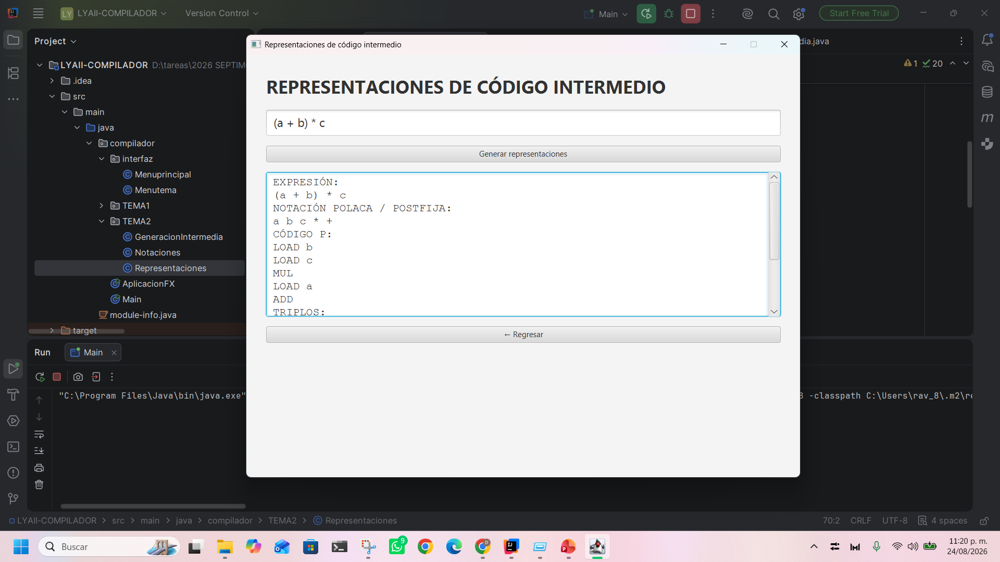 LY LYAII-COMPILADOR Version Control Main Start Free Trial
Project
dia.java
LYAII-COMPILADOR D:\tareas\2026 SEPTIM
1 20
.idea
src
main
java
compilador
interfaz
Menuprincipal
Menutema
TEMA1
TEMA2
GeneracionIntermedia
Notaciones
Representaciones
AplicacionFX
Main
module-info.java
target
Representaciones de código intermedio
REPRESENTACIONES DE CÓDIGO INTERMEDIO
(a + b) * c
Generar representaciones
EXPRESIÓN:
(a + b) * c
NOTACIÓN POLACA / POSTFIJA:
a b c * +
CÓDIGO P:
LOAD b
LOAD c
MUL
LOAD a
ADD
TRIPLOS:
← Regresar
Run Main
"C:\Program Files\Java\bin\java.exe" 8 -classpath C:\Users\rav_8\.m2\re
LYAII-COMPILADOR > src > main > java > compilador > TEMA2 > Representaciones 70:2 CRLF UTF-8 4 spaces
Buscar
9
11:20 p. m.
24/08/2026